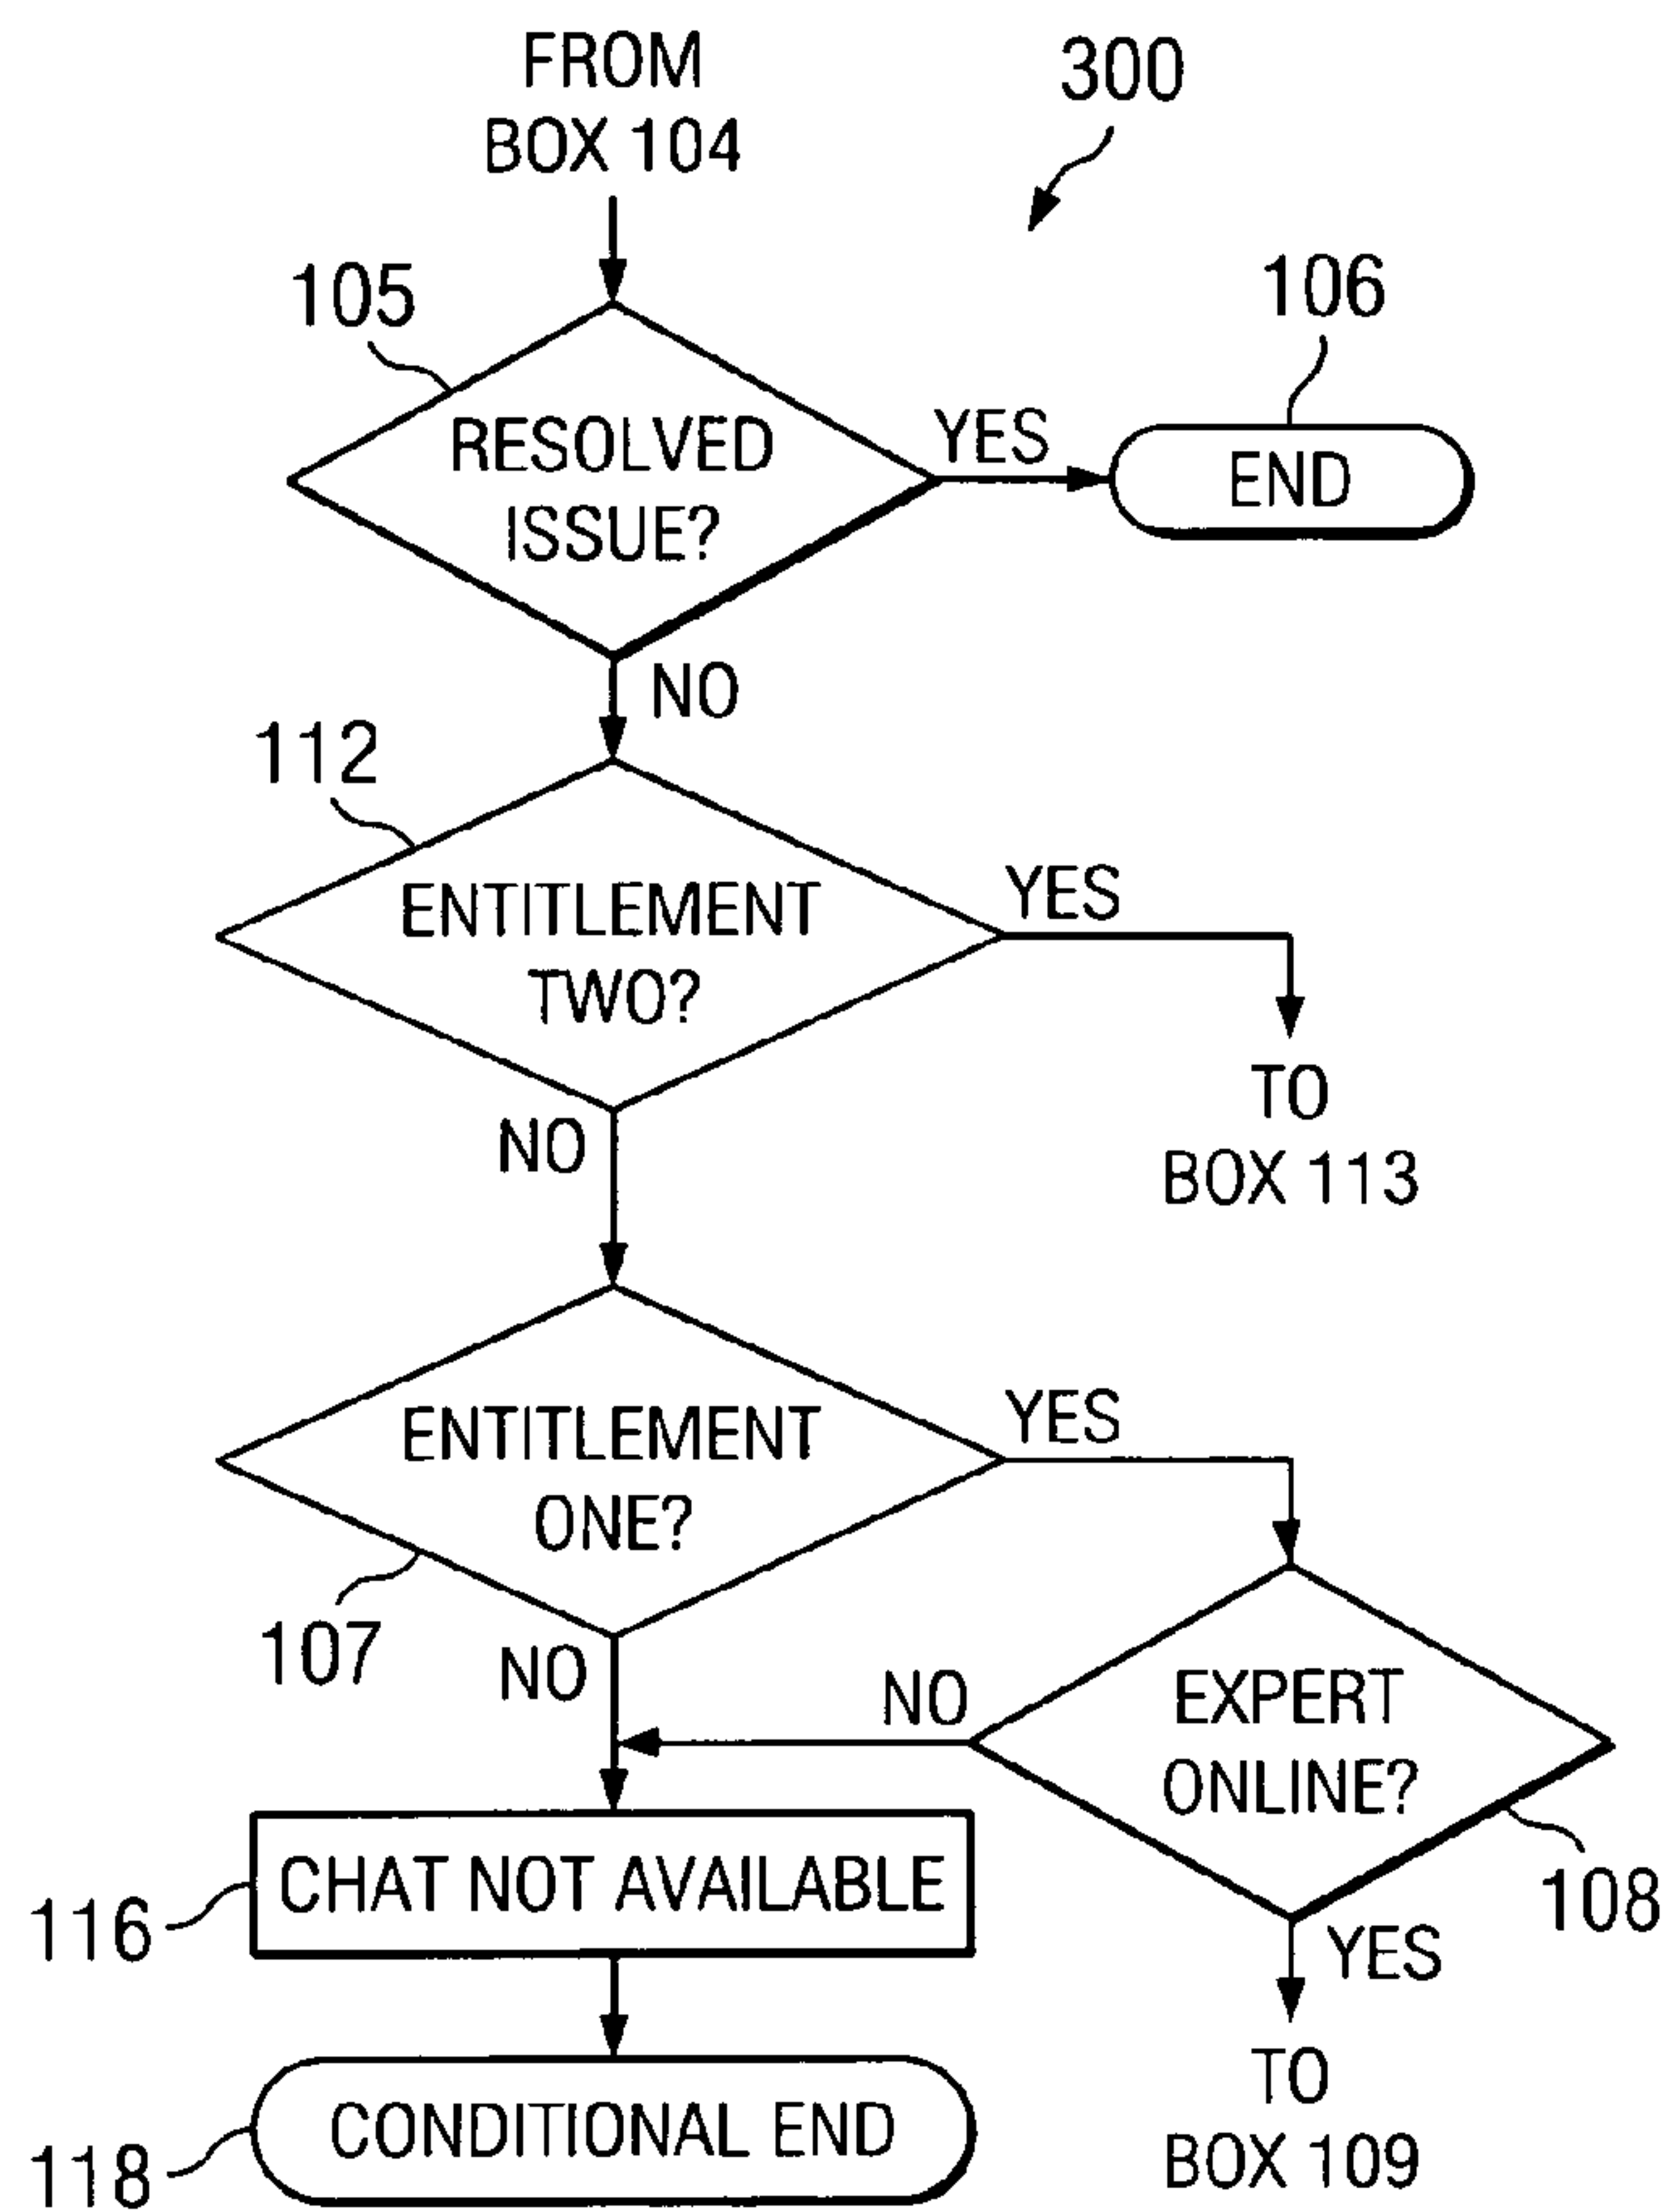 FROM
BOX 104
300
105
106
RESOLVED
ISSUE?
YES
END
NO
112
ENTITLEMENT
TWO?
YES
TO
BOX 113
NO
ENTITLEMENT
ONE?
YES
107
NO
NO
EXPERT
ONLINE?
108
CHAT NOT AVAILABLE
116
YES
TO
BOX 109
CONDITIONAL END
118